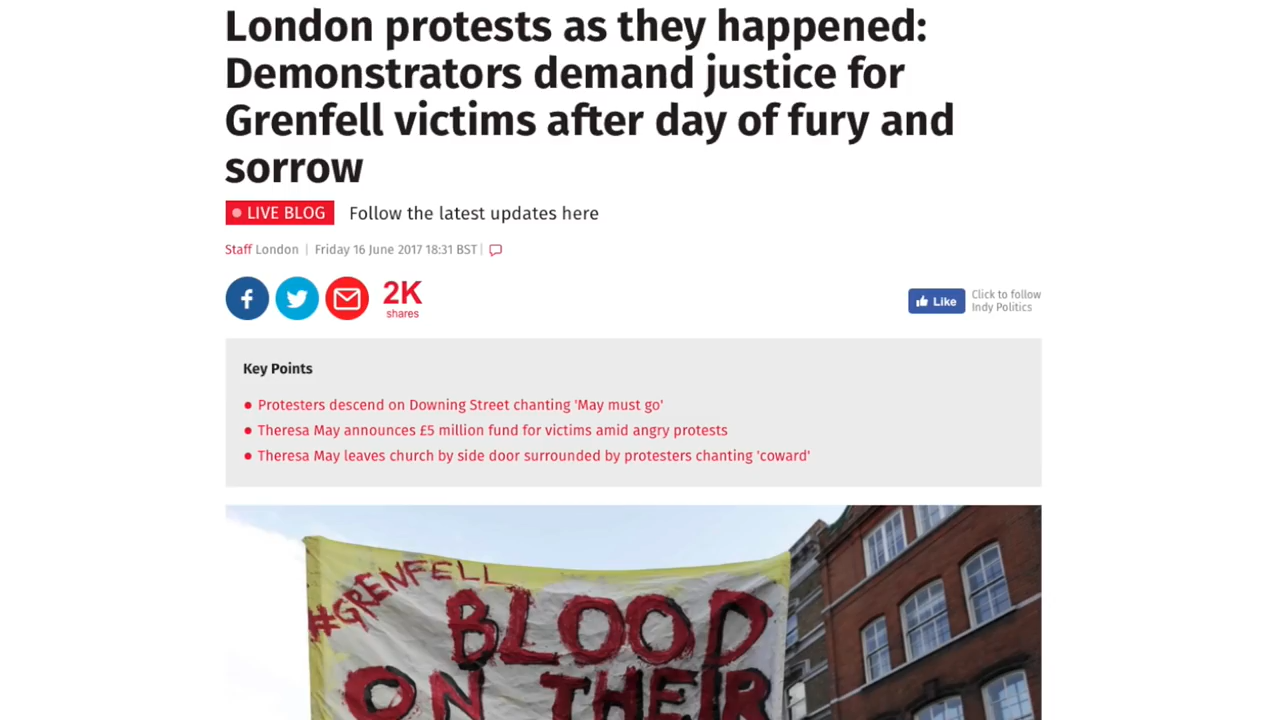 London protests as they happened:
Demonstrators demand justice for
Grenfell victims after day of fury and
sorrow
LIVE BLOG Follow the latest updates here
Staff London | Friday 16 June 2017 18:31 BST |
2K
shares
Like
Click to follow
Indy Politics
Key Points
Protesters descend on Downing Street chanting 'May must go'
Theresa May announces £5 million fund for victims amid angry protests
Theresa May leaves church by side door surrounded by protesters chanting 'coward'
#GRENFELL
BLOOD
ON THEIR